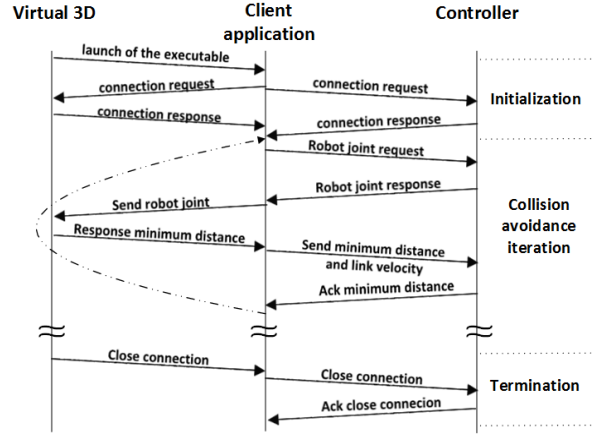 Virtual 3D
Client
application
Controller
launch of the executable
connection request
connection request
connection response
connection response
Initialization
Robot joint request
Robot joint response
Send robot joint
Response minimum distance
Send minimum distance
and link velocity
Ack minimum distance
Collision
avoidance
iteration
Close connection
Close connection
Ack close connecion
Termination